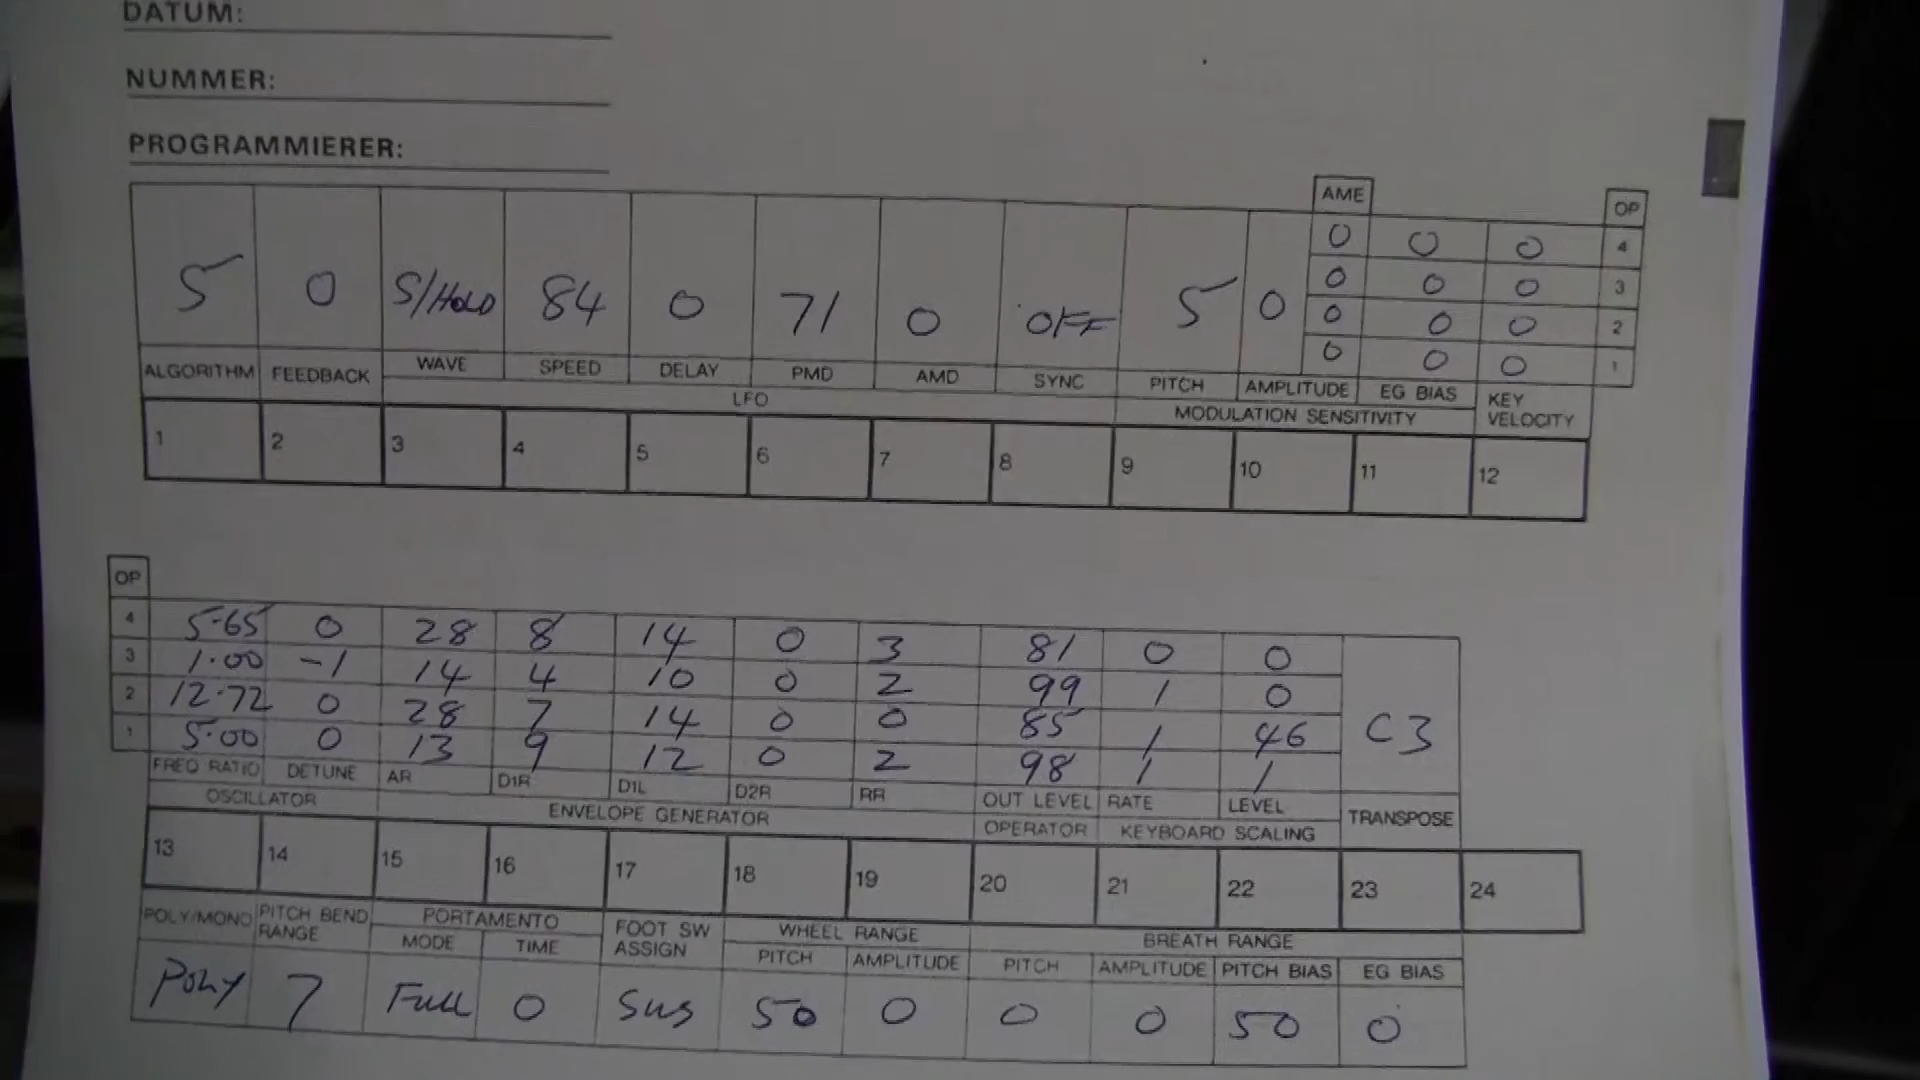 DATUM:
NUMMER:
PROGRAMMIERER:
AME OP
5 0 S/HOLD 84 0 71 0 OFF 5 0
0 0 0 4
0 0 0 3
0 0 0 2
0 0 0 1
ALGORITHM FEEDBACK WAVE SPEED DELAY PMD AMD SYNC PITCH AMPLITUDE EG BIAS KEY VELOCITY
LFO MODULATION SENSITIVITY
1 2 3 4 5 6 7 8 9 10 11 12
OP
4 5.65 0 28 8 14 0 3 81 0 0
3 1.00 -1 14 4 10 0 2 99 1 0
2 12.72 0 28 7 14 0 0 85 1 46
1 5.00 0 13 9 12 0 2 98 1 1
C3
FREQ RATIO DETUNE AR D1R D1L D2R RR OUT LEVEL RATE LEVEL
OSCILLATOR ENVELOPE GENERATOR OPERATOR KEYBOARD SCALING TRANSPOSE
13 14 15 16 17 18 19 20 21 22 23 24
POLY/MONO PITCH BEND RANGE PORTAMENTO FOOT SW ASSIGN WHEEL RANGE BREATH RANGE
MODE TIME PITCH AMPLITUDE PITCH AMPLITUDE PITCH BIAS EG BIAS
Poly 7 Full 0 Sus 50 0 0 0 50 0